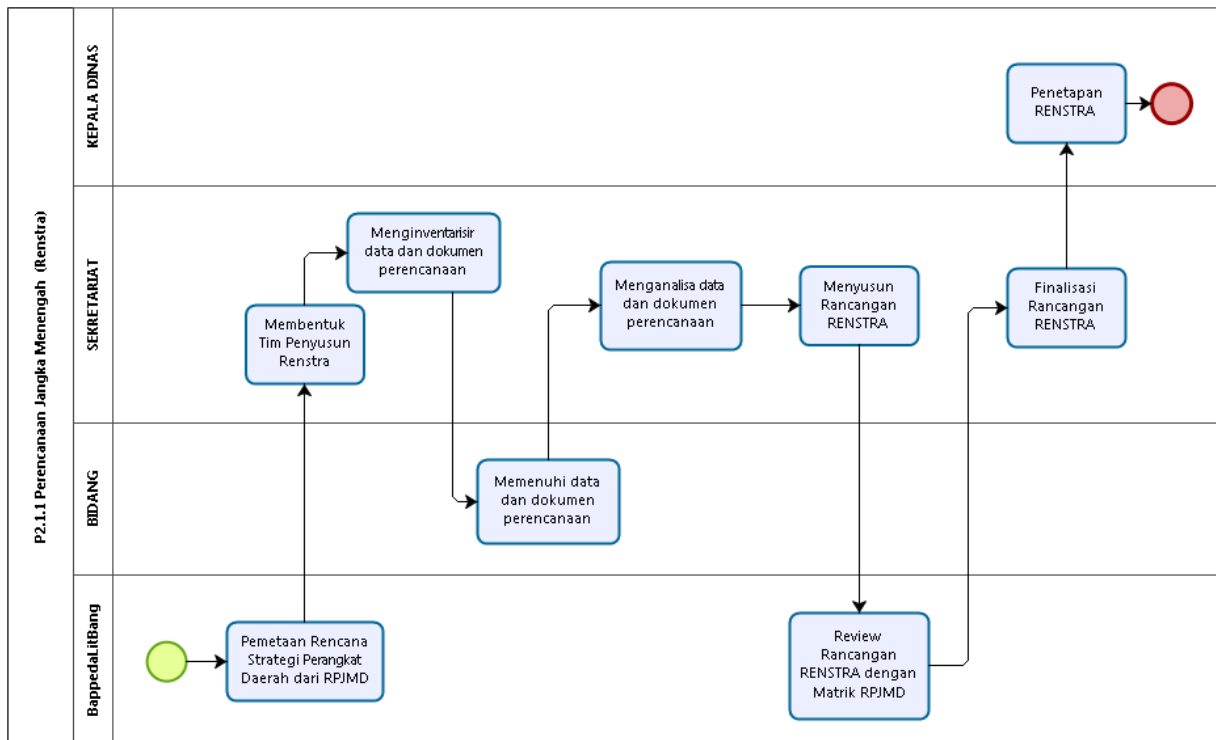 P2.1.1 Perencanaan Jangka Menengah (Renstra)
KEPALA DINAS
Penetapan
RENSTRA
SEKRETARIAT
Membentuk
Tim Penyusun
Renstra
Menginventarisir
data dan dokumen
perencanaan
Menganalisa data
dan dokumen
perencanaan
Menyusun
Rancangan
RENSTRA
Finalisasi
Rancangan
RENSTRA
BIDANG
Memenuhi data
dan dokumen
perencanaan
BappedaLitBang
Pemetaan Rencana
Strategi Perangkat
Daerah dari RPJMD
Review
Rancangan
RENSTRA dengan
Matrik RPJMD